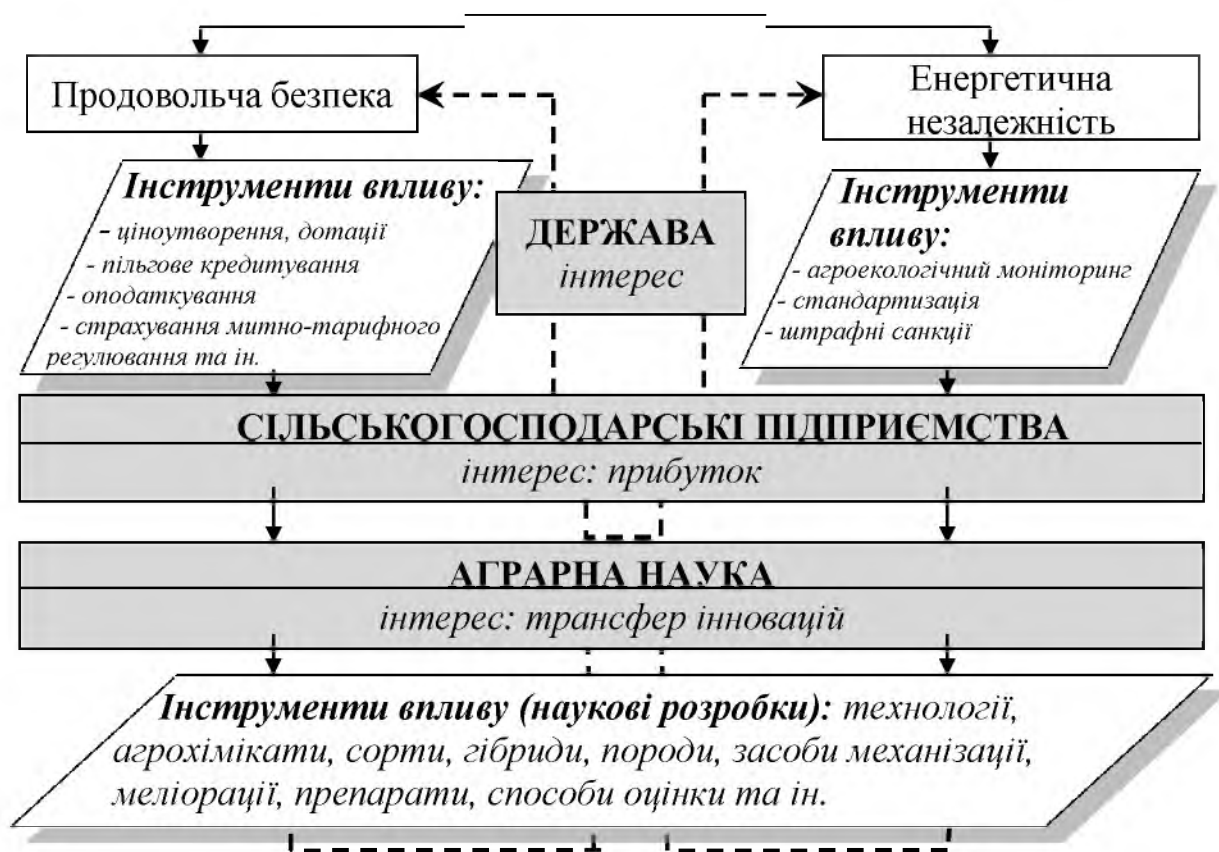 Продовольча безпека
Енергетична
незалежність
Інструменти впливу:
- ціноутворення, дотації
- пільгове кредитування
- оподаткування
- страхування митно-тарифного
регулювання та ін.
ДЕРЖАВА
інтерес
Інструменти
впливу:
- агроекологічний моніторинг
- стандартизація
- штрафні санкції
СІЛЬСЬКОГОСПОДАРСЬКІ ПІДПРИЄМСТВА
інтерес: прибуток
АГРАРНА НАУКА
інтерес: трансфер інновацій
Інструменти впливу (наукові розробки): технології,
агрохімікати, сорти, гібриди, породи, засоби механізації,
меліорації, препарати, способи оцінки та ін.